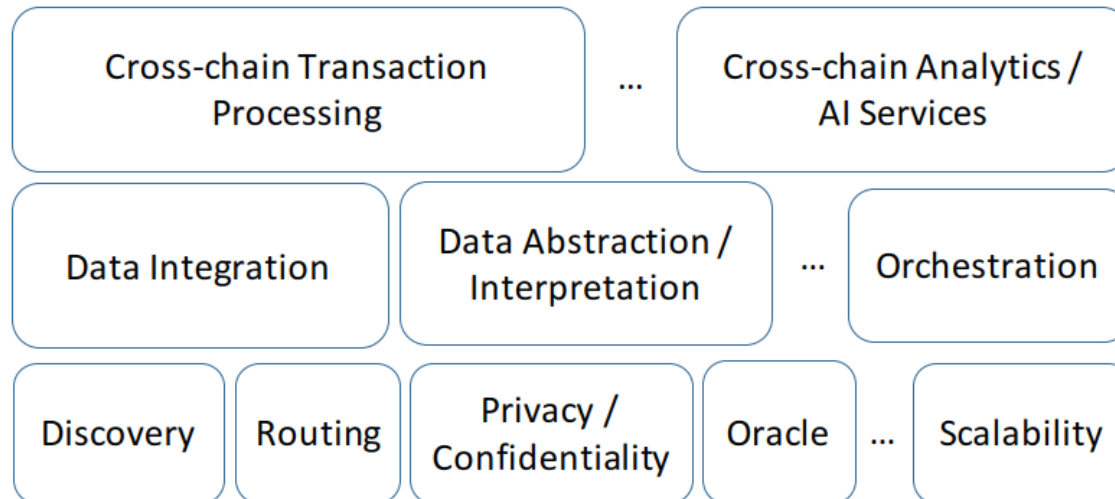 Cross-chain Transaction
Processing
...
Cross-chain Analytics /
AI Services
Data Integration
Data Abstraction /
Interpretation
...
Orchestration
Discovery
Routing
Privacy /
Confidentiality
Oracle
...
Scalability